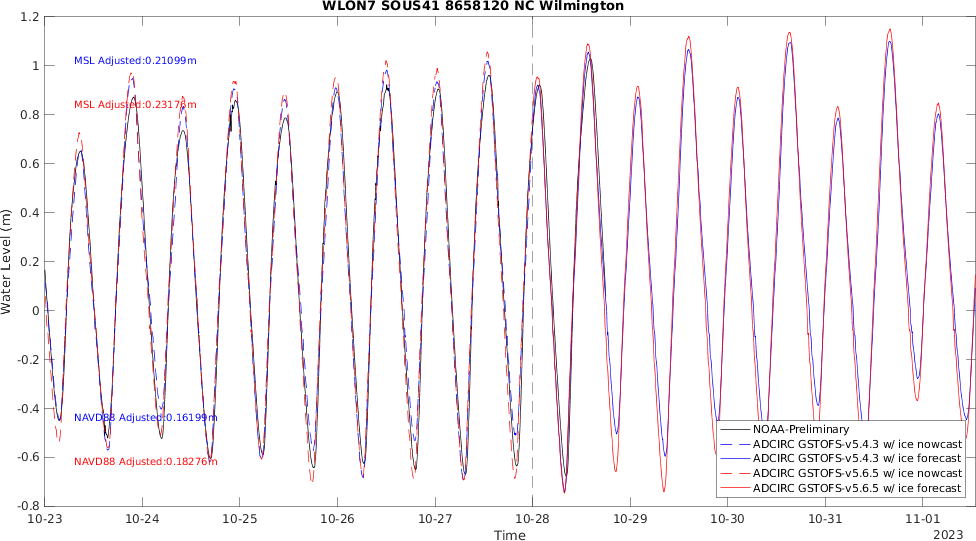 WLON7 SOUS41 8658120 NC Wilmington
1.2
1
0.8
0.6
0.4
0.2
0
-0.2
-0.4
-0.6
-0.8
Water Level (m)
MSL Adjusted:0.21099m
MSL Adjusted:0.23178m
NAVD88 Adjusted:0.16199m
NAVD88 Adjusted:0.18276m
NOAA-Preliminary
ADCIRC GSTOFS-v5.4.3 w/ ice nowcast
ADCIRC GSTOFS-v5.4.3 w/ ice forecast
ADCIRC GSTOFS-v5.6.5 w/ ice nowcast
ADCIRC GSTOFS-v5.6.5 w/ ice forecast
10-23 10-24 10-25 10-26 10-27 10-28 10-29 10-30 10-31 11-01
Time
2023